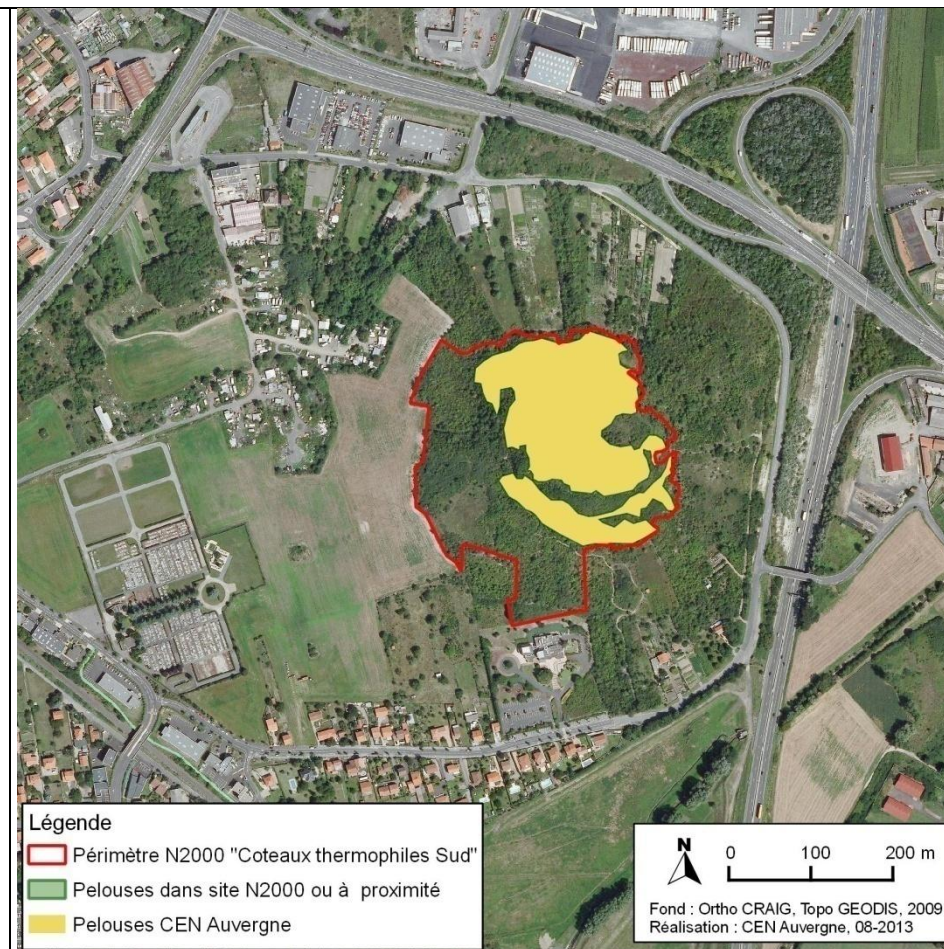 Légende
Périmètre N2000 "Coteaux thermophiles Sud"
Pelouses dans site N2000 ou à proximité
Pelouses CEN Auvergne
N
0 100 200 m
Fond : Ortho CRAIG, Topo GEODIS, 2009
Réalisation : CEN Auvergne, 08-2013